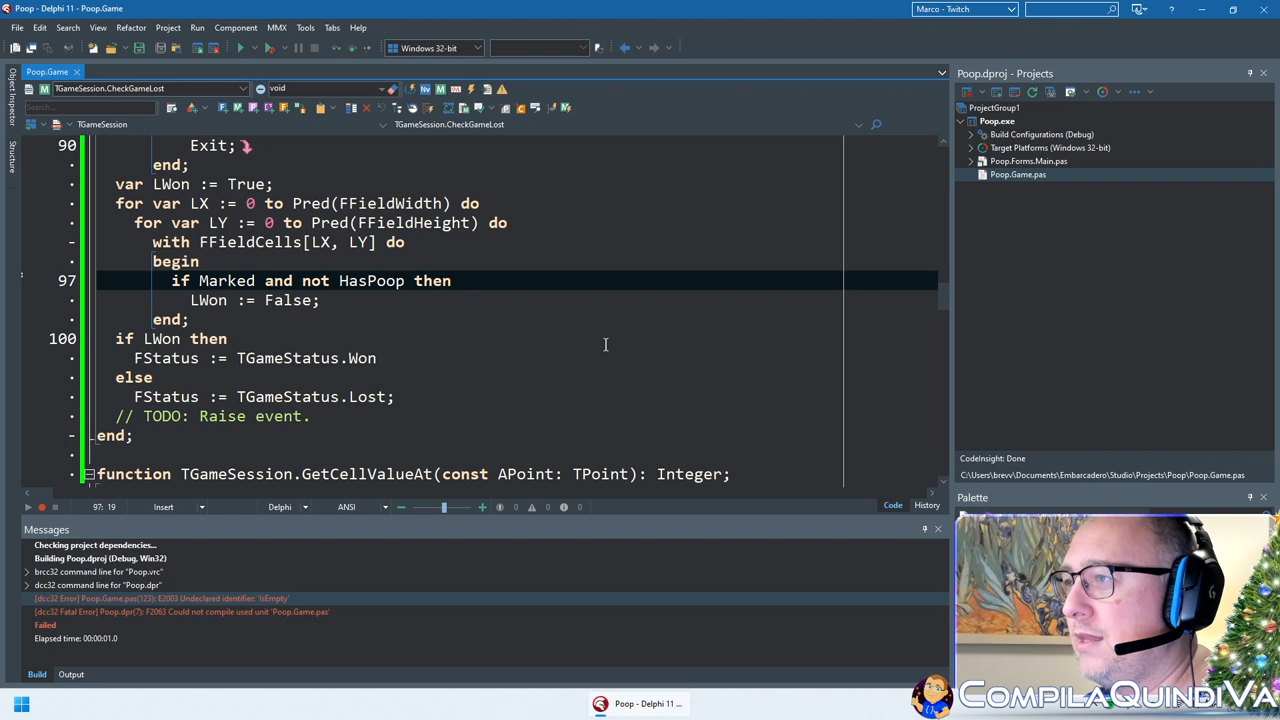 Poop - Delphi 11 - Poop.Game
Marco - Twitch
File Edit Search View Refactor Project Run Component MMX Tools Tabs Help
Windows 32-bit
Poop.Game
TGameSession.CheckGameLost
void
Search...
TGameSession
TGameSession.CheckGameLost
90 Exit;
end;
var LWon := True;
for var LX := 0 to Pred(FFieldWidth) do
for var LY := 0 to Pred(FFieldHeight) do
with FFieldCells[LX, LY] do
begin
97 if Marked and not HasPoop then
LWon := False;
end;
100 if LWon then
FStatus := TGameStatus.Won
else
FStatus := TGameStatus.Lost;
// TODO: Raise event.
end;
function TGameSession.GetCellValueAt(const APoint: TPoint): Integer;
97: 19 Insert Delphi ANSI 0 0 0 Code History
Messages
Checking project dependencies...
Building Poop.dproj (Debug, Win32)
brcc32 command line for "Poop.vrc"
dcc32 command line for "Poop.dpr"
[dcc32 Error] Poop.Game.pas(123): E2003 Undeclared identifier: 'IsEmpty'
[dcc32 Fatal Error] Poop.dpr(7): F2063 Could not compile used unit 'Poop.Game.pas'
Failed
Elapsed time: 00:00:01.0
Build Output
Object Inspector
Structure
Poop.dproj - Projects
ProjectGroup1
Poop.exe
Build Configurations (Debug)
Target Platforms (Windows 32-bit)
Poop.Forms.Main.pas
Poop.Game.pas
CodeInsight: Done
C:\Users\brevv\Documents\Embarcadero\Studio\Projects\Poop\Poop.Game.pas
Palette
COMPILAQUINDIVA
Poop - Delphi 11 ...